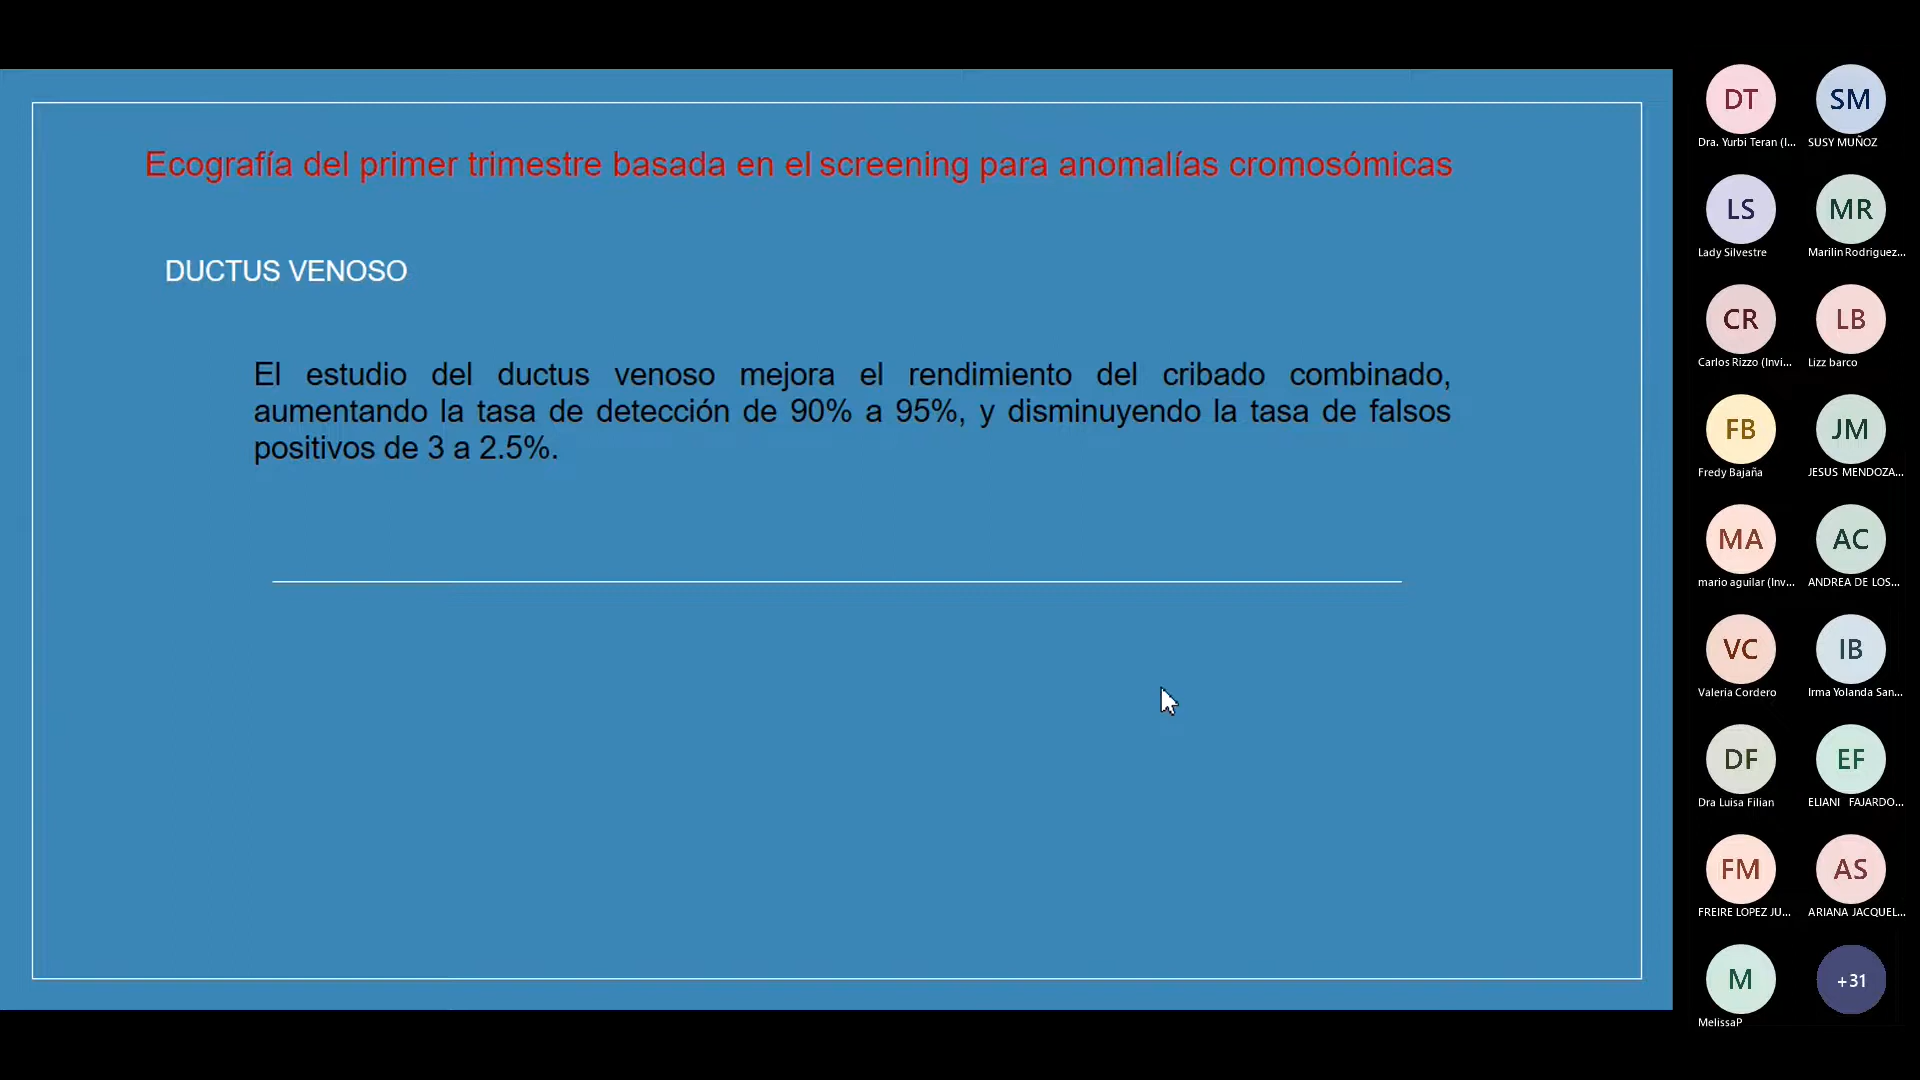 Ecografía del primer trimestre basada en el screening para anomalías cromosómicas
DUCTUS VENOSO
El estudio del ductus venoso mejora el rendimiento del cribado combinado,
aumentando la tasa de detección de 90% a 95%, y disminuyendo la tasa de falsos
positivos de 3 a 2.5%.
DT
Dra. Yurbi Teran (I...
SM
SUSY MUÑOZ
LS
Lady Silvestre
MR
Marilin Rodriguez...
CR
Carlos Rizzo (Invi...
LB
Lizz barco
FB
Fredy Bajaña
JM
JESUS MENDOZA...
MA
mario aguilar (Inv...
AC
ANDREA DE LOS...
VC
Valeria Cordero
IB
Irma Yolanda San...
DF
Dra Luisa Filian
EF
ELIANI FAJARDO...
FM
FREIRE LOPEZ JU...
AS
ARIANA JACQUEL...
M
MelissaP
+31